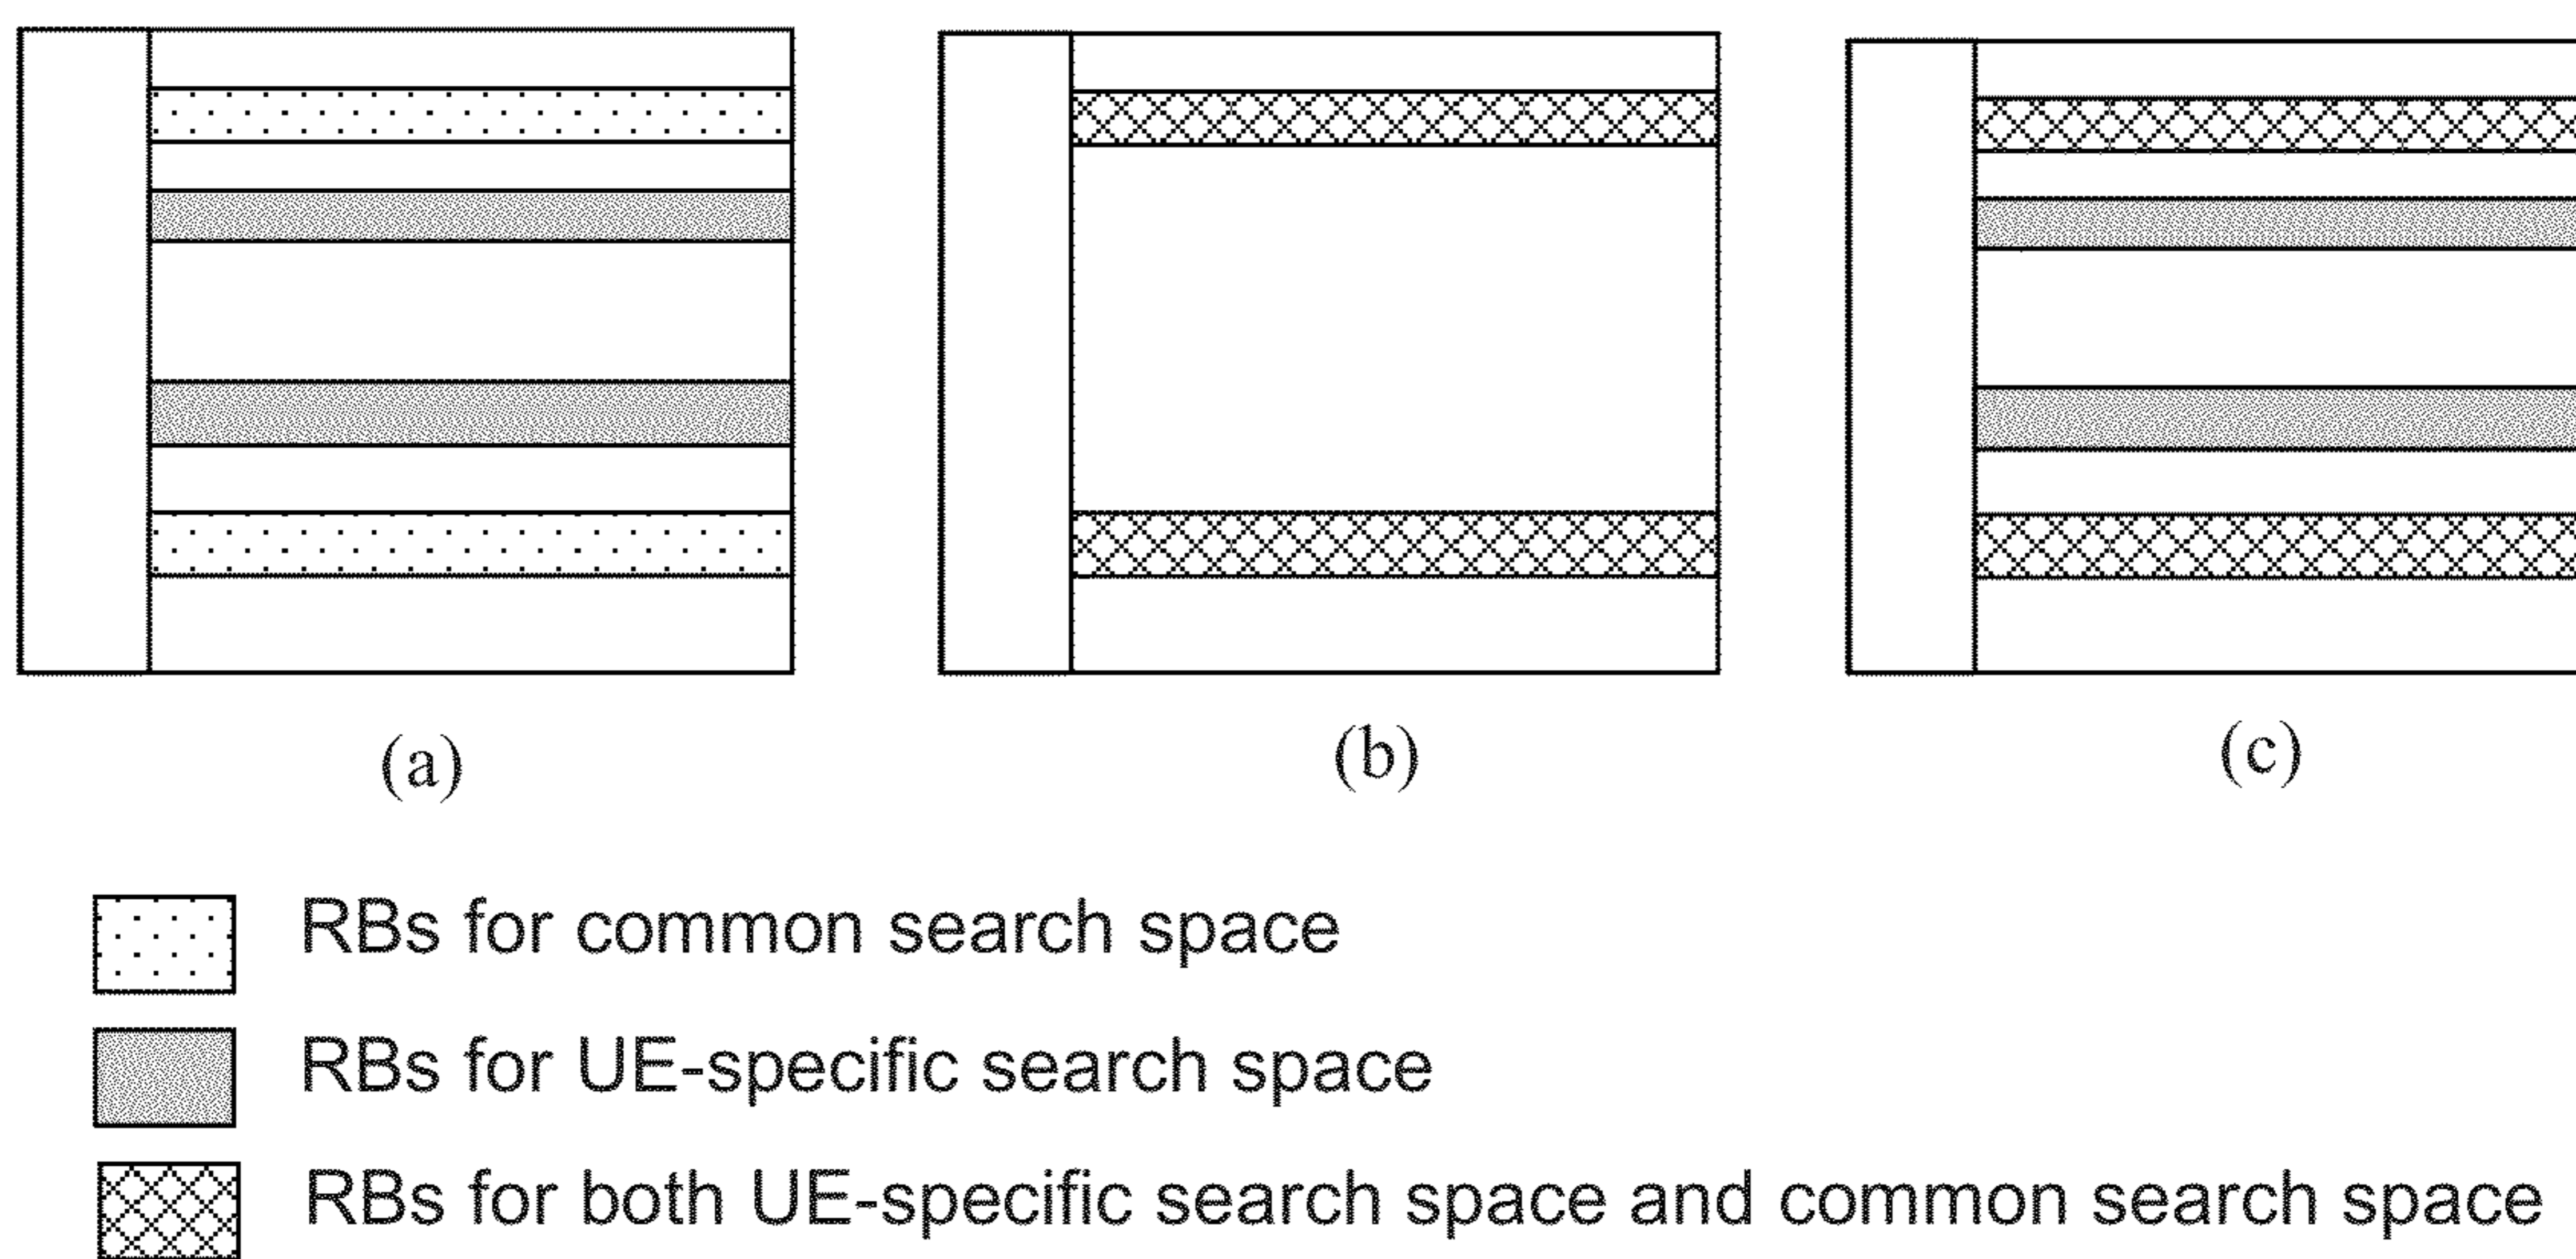 (a) (b) (c)
RBs for common search space
RBs for UE-specific search space
RBs for both UE-specific search space and common search space